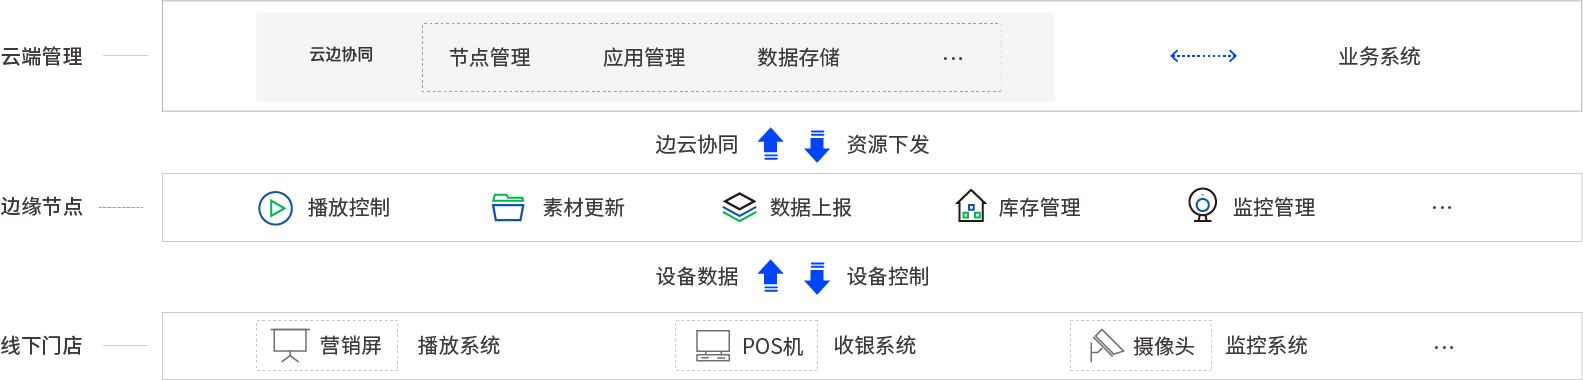 云端管理
云边协同
节点管理
应用管理
数据存储
...
业务系统
边云协同
资源下发
边缘节点
播放控制
素材更新
数据上报
库存管理
监控管理
...
设备数据
设备控制
线下门店
营销屏
播放系统
POS机
收银系统
摄像头
监控系统
...